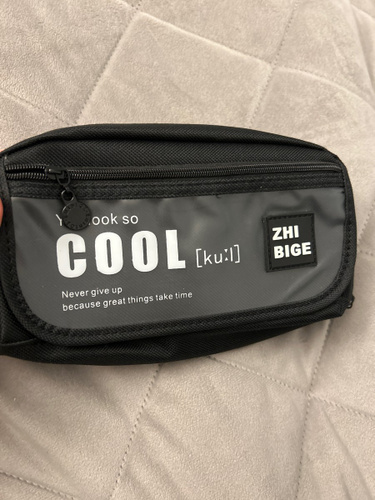 look so
COOL [ku:l]
ZHI
BIGE
Never give up
because great things take time